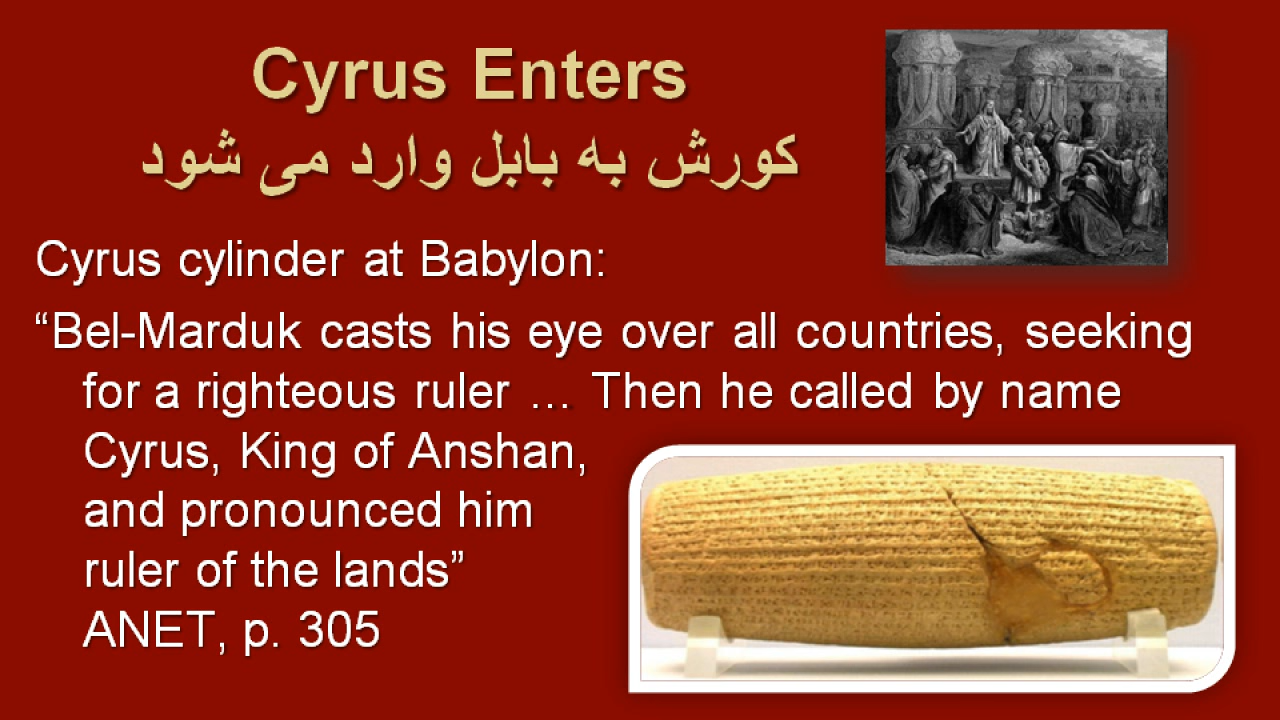 Cyrus Enters
کورش به بابل وارد می شود
Cyrus cylinder at Babylon:
“Bel-Marduk casts his eye over all countries, seeking
for a righteous ruler … Then he called by name
Cyrus, King of Anshan,
and pronounced him
ruler of the lands”
ANET, p. 305